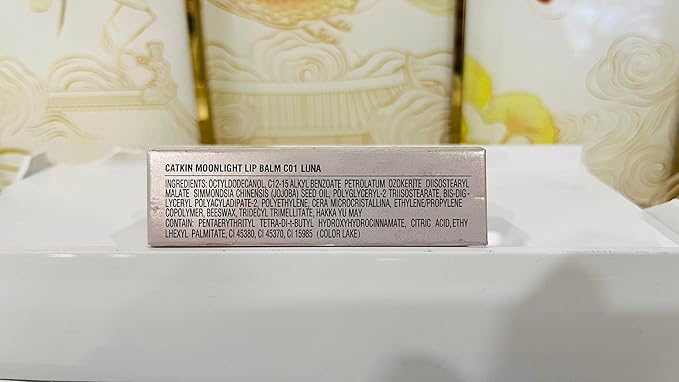 CATKIN MOONLIGHT LIP BALM C01 LUNA
INGREDIENTS: OCTYLDODECANOL, C12-15 ALKYL BENZOATE PETROLATUM OZOKERITE DIISOSTEARYL
MALATE, SIMMONDSIA CHINENSIS (JOJOBA) SEED OIL, POLYGLYCERYL-2 TRIISOSTEARATE, BIS-DIG-
LYCERYL POLYACYLADIPATE-2, POLYETHYLENE, CERA MICROCRISTALLINA, ETHYLENE/PROPYLENE
COPOLYMER, BEESWAX, TRIDECYL TRIMELLITATE, HAKKA YU MAY
CONTAIN: PENTAERYTHRITYL TETRA-DI-t-BUTYL HYDROXYHYDROCINNAMATE, CITRIC ACID,ETHY
LHEXYL PALMITATE, CI 45380, CI 45370, CI 15985 (COLOR LAKE)